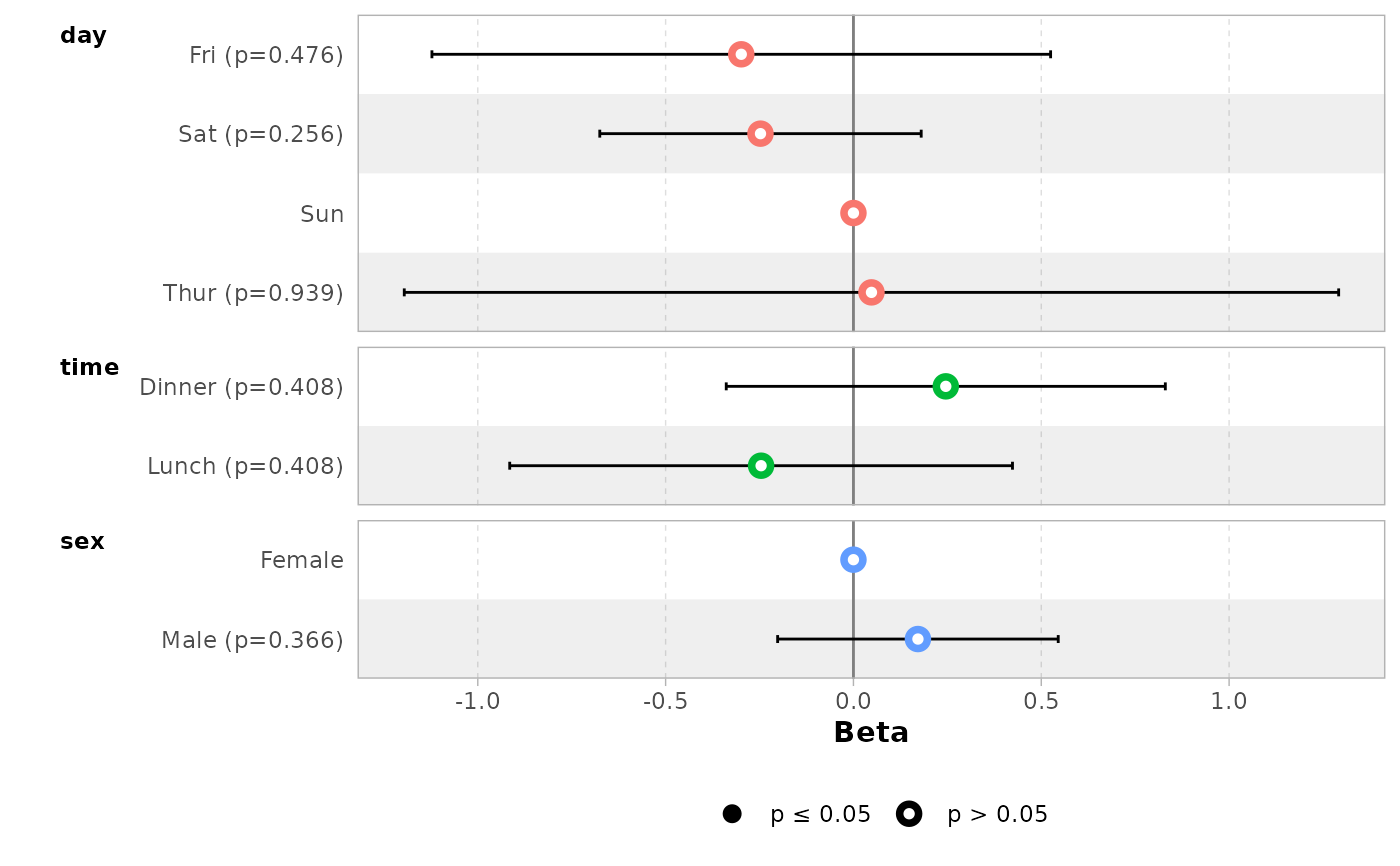 day
Fri (p=0.476)
Sat (p=0.256)
Sun
Thur (p=0.939)
time
Dinner (p=0.408)
Lunch (p=0.408)
sex
Female
Male (p=0.366)
-1.0 -0.5 0.0 0.5 1.0
Beta
p ≤ 0.05 p > 0.05